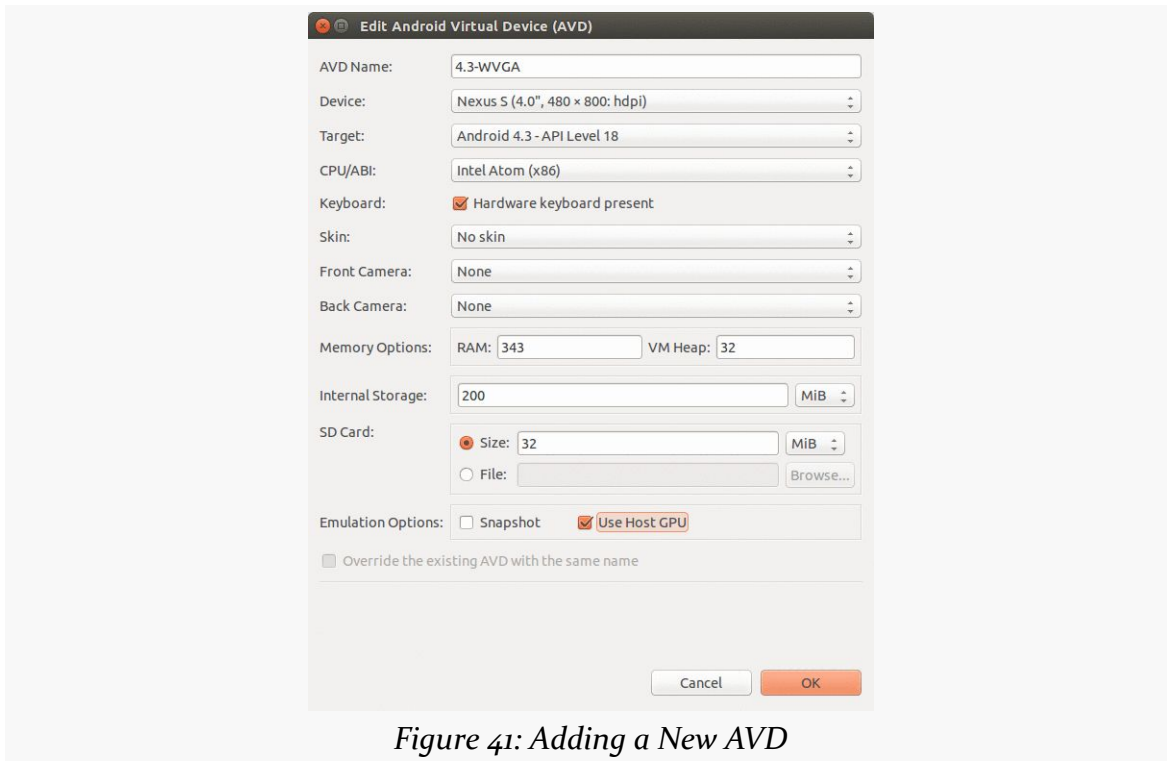 Edit Android Virtual Device (AVD)
AVD Name: 4.3-WVGA
Device: Nexus S (4.0", 480 × 800: hdpi)
Target: Android 4.3 - API Level 18
CPU/ABI: Intel Atom (x86)
Keyboard: Hardware keyboard present
Skin: No skin
Front Camera: None
Back Camera: None
Memory Options: RAM: 343 VM Heap: 32
Internal Storage: 200 MiB
SD Card:
Size: 32 MiB
File: Browse...
Emulation Options: Snapshot Use Host GPU
Override the existing AVD with the same name
Cancel OK
Figure 41: Adding a New AVD